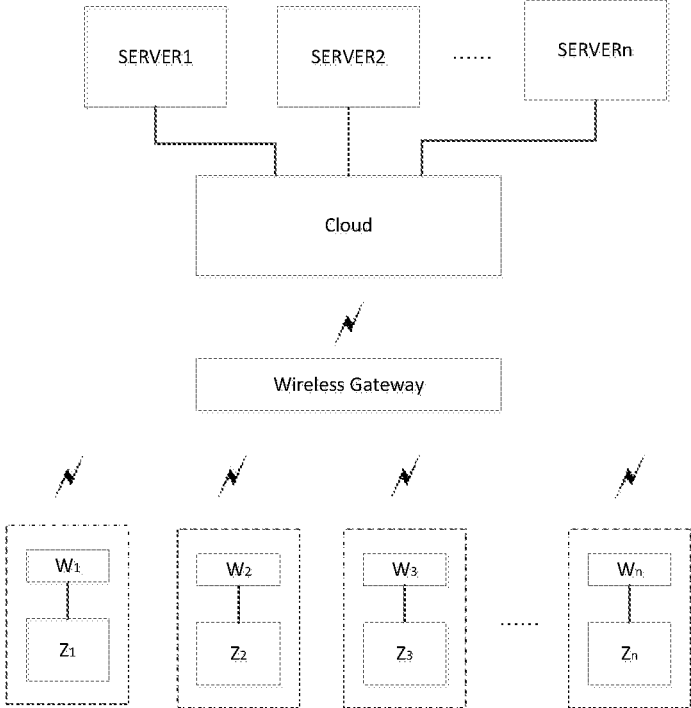 SERVER1 SERVER2 ...... SERVERn
Cloud
Wireless Gateway
W1 W2 W3 Wn
Z1 Z2 Z3 ...... Zn